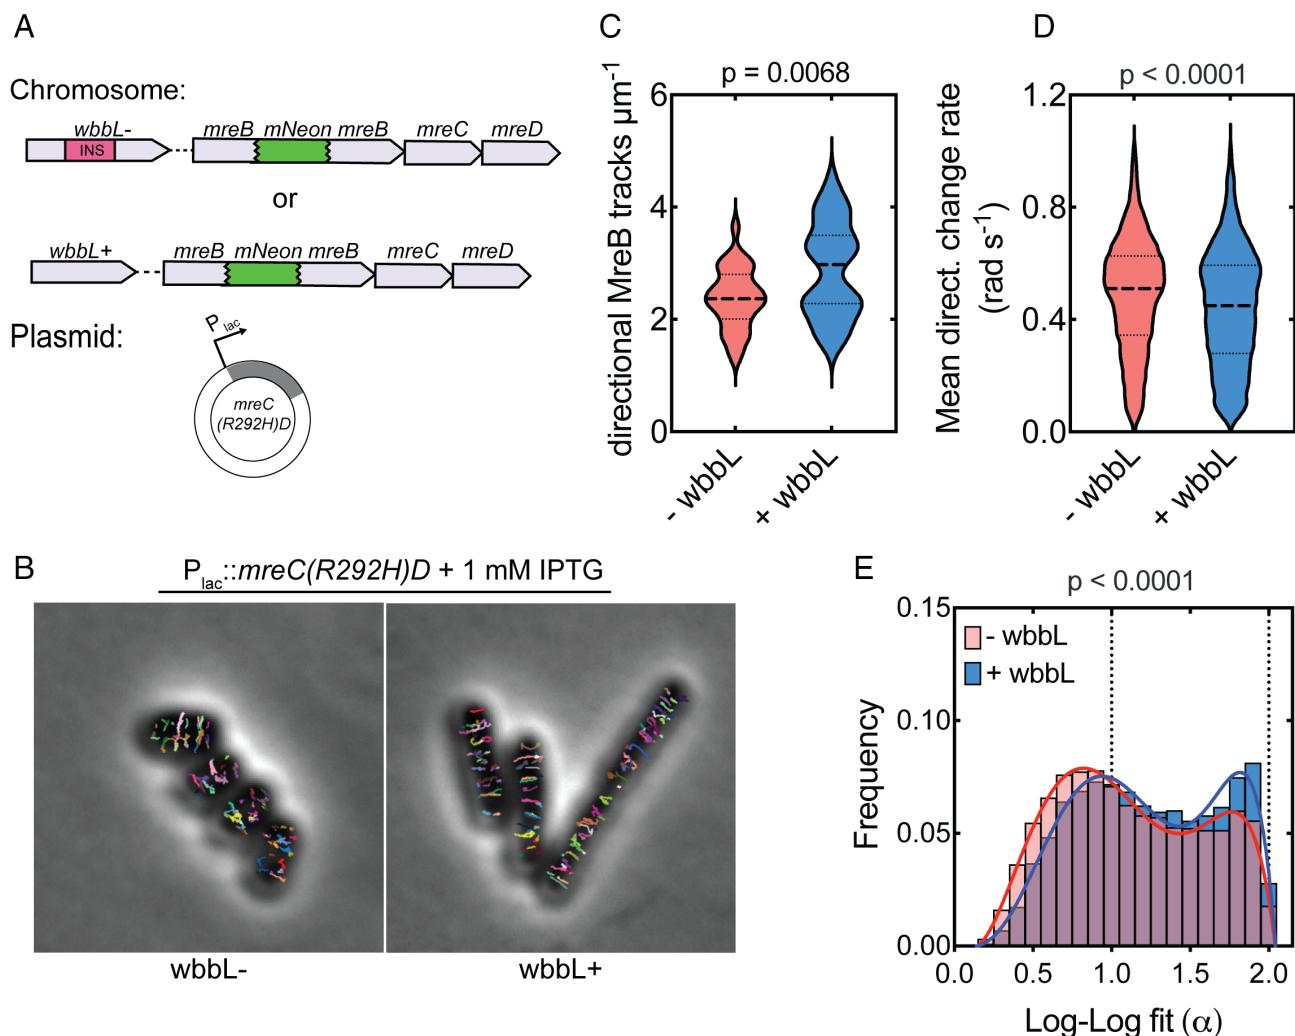 A
Chromosome:
wbbL-
mreB mNeon mreB mreC mreD
INS
or
wbbL+
mreB mNeon mreB mreC mreD
Plasmid:
Plac
mreC
(R292H)D
B
Plac::mreC(R292H)D + 1 mM IPTG
wbbL-
wbbL+
C
p = 0.0068
directional MreB tracks µm-1
6
4
2
0
- wbbL
+ wbbL
D
p < 0.0001
Mean direct. change rate
(rad s-1)
1.2
0.8
0.4
0.0
- wbbL
+ wbbL
E
p < 0.0001
- wbbL
+ wbbL
Frequency
0.15
0.10
0.05
0.00
0.0 0.5 1.0 1.5 2.0
Log-Log fit (α)